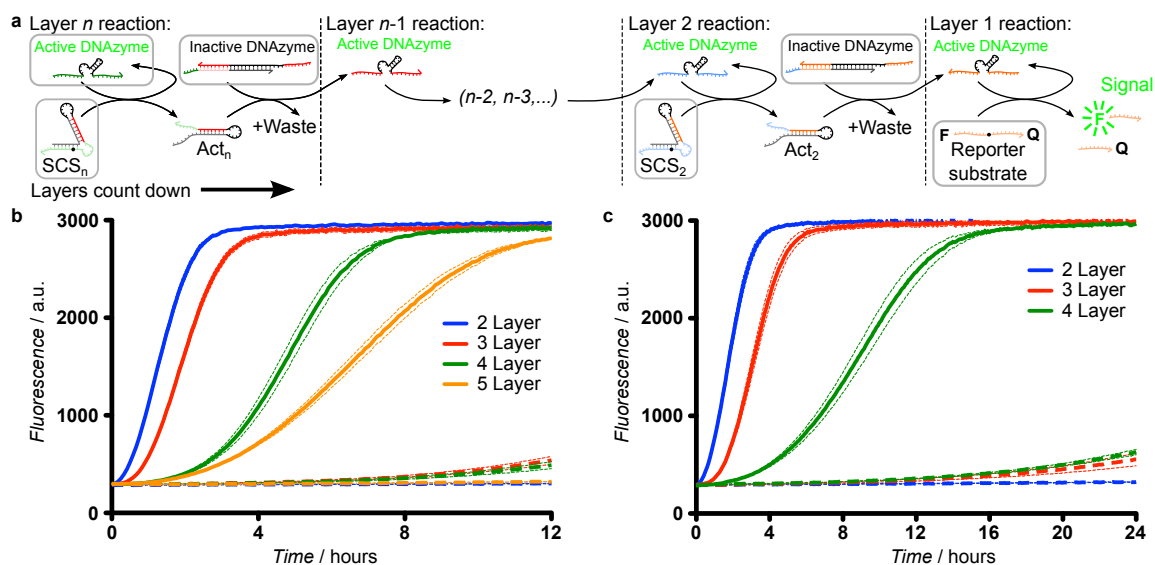 a
Layer n reaction:
Layer n-1 reaction:
Layer 2 reaction:
Layer 1 reaction:
Active DNAzyme
Inactive DNAzyme
Active DNAzyme
Active DNAzyme
Inactive DNAzyme
Active DNAzyme
Signal
(n-2, n-3,...)
F
+Waste
+Waste
F Q
Q
SCSn
Actn
SCS2
Act2
Reporter
substrate
Layers count down
b
3000
2000
1000
0
Fluorescence / a.u.
2 Layer
3 Layer
4 Layer
5 Layer
0 4 8 12
Time / hours
c
3000
2000
1000
0
Fluorescence / a.u.
2 Layer
3 Layer
4 Layer
0 4 8 12 16 20 24
Time / hours